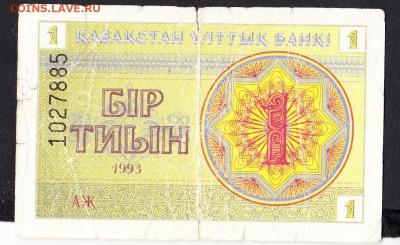 COINS.LAVE.RU
1 ҚАЗАҚСТАН ҰЛТТЫҚ БАНКІ 1
1027885
БІР
ТИЫН
1
1993
АЖ
1